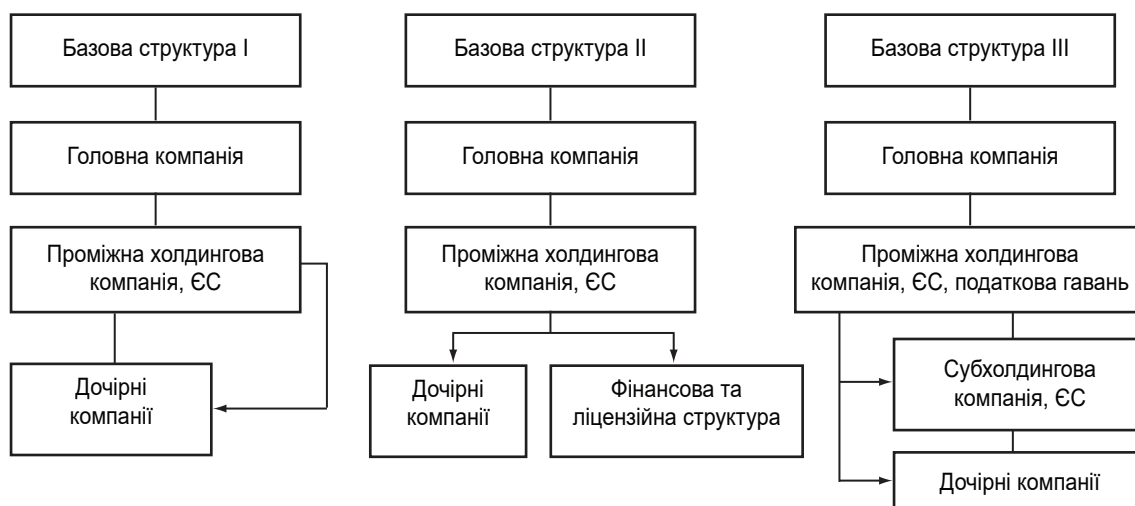 Базова структура I
Головна компанія
Проміжна холдингова
компанія, ЄС
Дочірні
компанії
Базова структура II
Головна компанія
Проміжна холдингова
компанія, ЄС
Дочірні
компанії
Фінансова та
ліцензійна структура
Базова структура III
Головна компанія
Проміжна холдингова
компанія, ЄС, податкова гавань
Субхолдингова
компанія, ЄС
Дочірні компанії